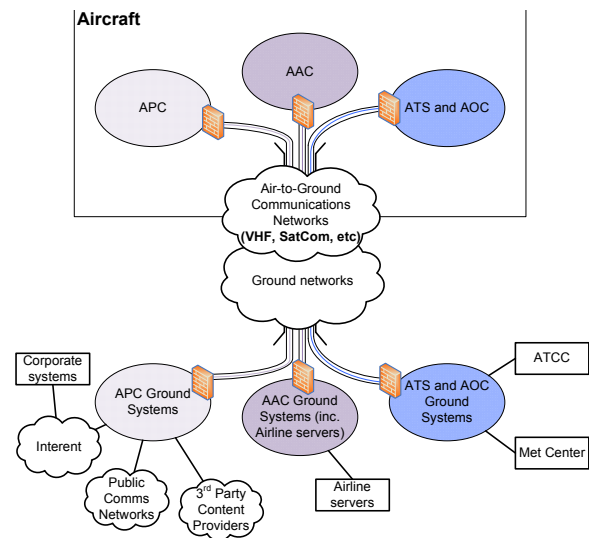 Aircraft
AAC
APC
ATS and AOC
Air-to-Ground
Communications
Networks
(VHF, SatCom, etc)
Ground networks
Corporate
systems
APC Ground
Systems
AAC Ground
Systems (inc.
Airline servers)
ATS and AOC
Ground
Systems
ATCC
Interent
Met Center
Public
Comms
Networks
3rd Party
Content
Providers
Airline
servers